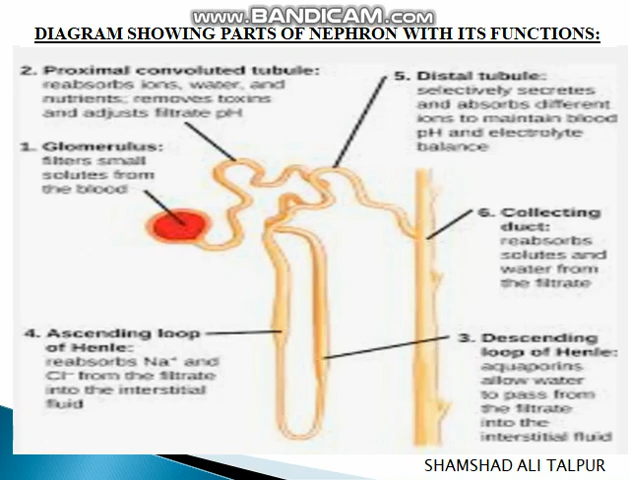 www.BANDICAM.com
DIAGRAM SHOWING PARTS OF NEPHRON WITH ITS FUNCTIONS:
2. Proximal convoluted tubule:
reabsorbs ions, water, and
nutrients; removes toxins
and adjusts filtrate pH
5. Distal tubule:
selectively secretes
and absorbs different
ions to maintain blood
pH and electrolyte
balance
1. Glomerulus:
filters small
solutes from
the blood
6. Collecting
duct:
reabsorbs
solutes and
water from
the filtrate
4. Ascending loop
of Henle:
reabsorbs Na⁺ and
Cl⁻ from the filtrate
into the interstitial
fluid
3. Descending
loop of Henle:
aquaporins
allow water
to pass from
the filtrate
into the
interstitial fluid
SHAMSHAD ALI TALPUR